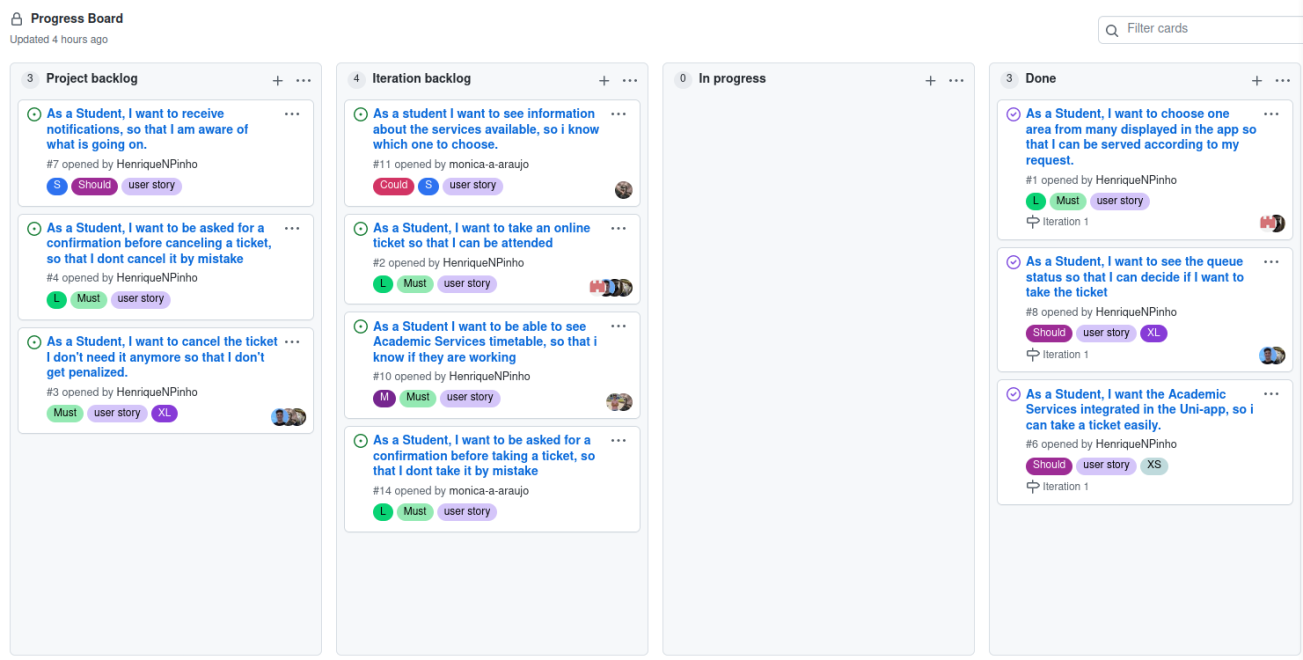 Progress Board
Updated 4 hours ago
Filter cards
3 Project backlog
As a Student, I want to receive
notifications, so that I am aware of
what is going on.
#7 opened by HenriqueNPinho
S Should user story
As a Student, I want to be asked for a
confirmation before canceling a ticket,
so that I dont cancel it by mistake
#4 opened by HenriqueNPinho
L Must user story
As a Student, I want to cancel the ticket
I don't need it anymore so that I don't
get penalized.
#3 opened by HenriqueNPinho
Must user story XL
4 Iteration backlog
As a student I want to see information
about the services available, so i know
which one to choose.
#11 opened by monica-a-araujo
Could S user story
As a Student, I want to take an online
ticket so that I can be attended
#2 opened by HenriqueNPinho
L Must user story
As a Student I want to be able to see
Academic Services timetable, so that i
know if they are working
#10 opened by HenriqueNPinho
M Must user story
As a Student, I want to be asked for a
confirmation before taking a ticket, so
that I dont take it by mistake
#14 opened by monica-a-araujo
L Must user story
0 In progress
3 Done
As a Student, I want to choose one
area from many displayed in the app so
that I can be served according to my
request.
#1 opened by HenriqueNPinho
L Must user story
Iteration 1
As a Student, I want to see the queue
status so that I can decide if I want to
take the ticket
#8 opened by HenriqueNPinho
Should user story XL
Iteration 1
As a Student, I want the Academic
Services integrated in the Uni-app, so i
can take a ticket easily.
#6 opened by HenriqueNPinho
Should user story XS
Iteration 1